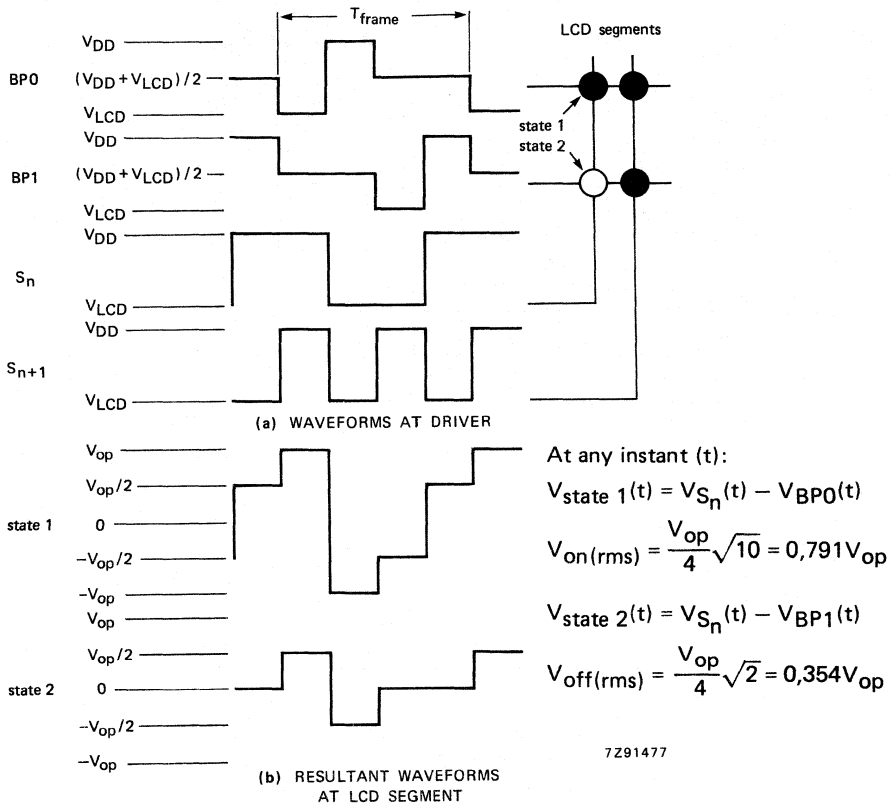 T_frame
LCD segments
BP0
V_DD
(V_DD + V_LCD)/2
V_LCD
state 1
state 2
BP1
V_DD
(V_DD + V_LCD)/2
V_LCD
S_n
V_DD
V_LCD
S_n+1
V_DD
V_LCD
(a) WAVEFORMS AT DRIVER
state 1
V_op
V_op/2
0
−V_op/2
−V_op
state 2
V_op
V_op/2
0
−V_op/2
−V_op
(b) RESULTANT WAVEFORMS
AT LCD SEGMENT
At any instant (t):
V_state 1(t) = V_Sn(t) − V_BP0(t)
V_on(rms) = V_op/4 √10 = 0,791V_op
V_state 2(t) = V_Sn(t) − V_BP1(t)
V_off(rms) = V_op/4 √2 = 0,354V_op
7Z91477